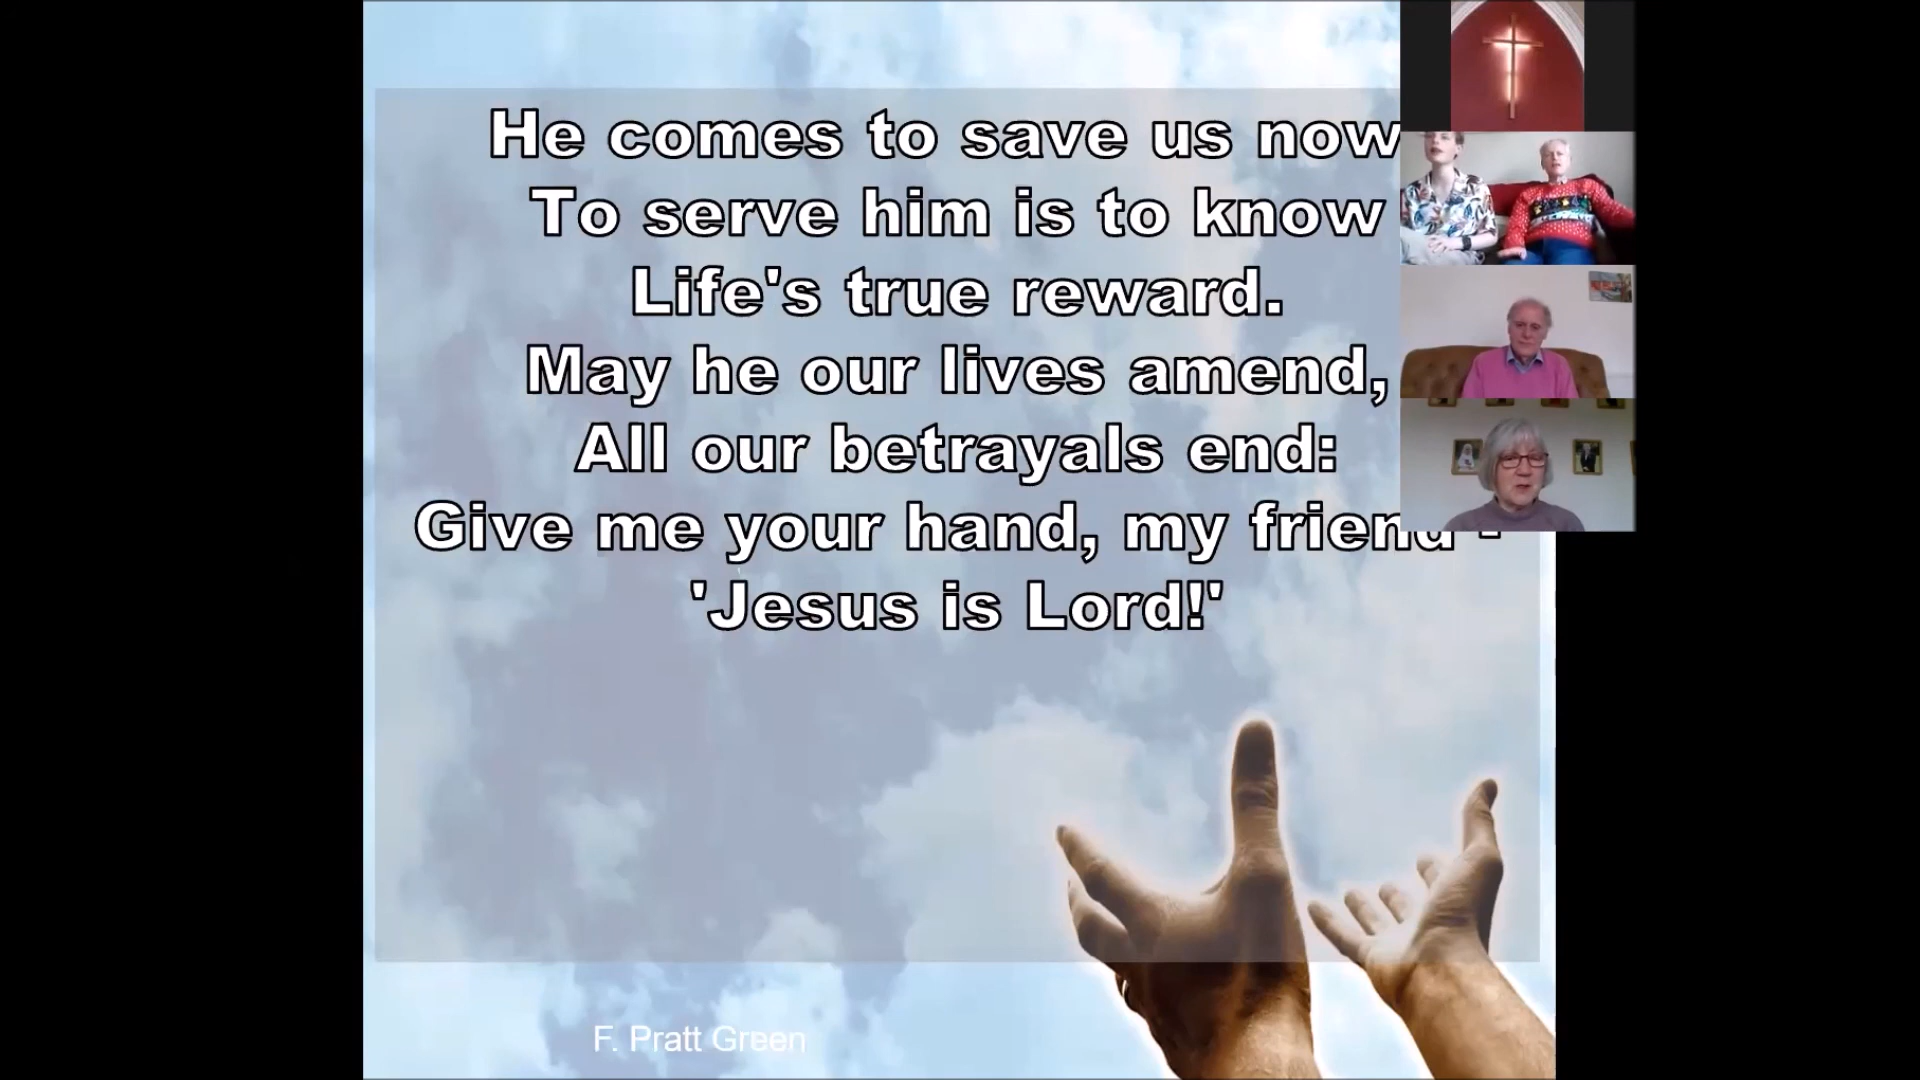 He comes to save us now
To serve him is to know
Life's true reward.
May he our lives amend,
All our betrayals end:
Give me your hand, my friend -
'Jesus is Lord!'
F. Pratt Green